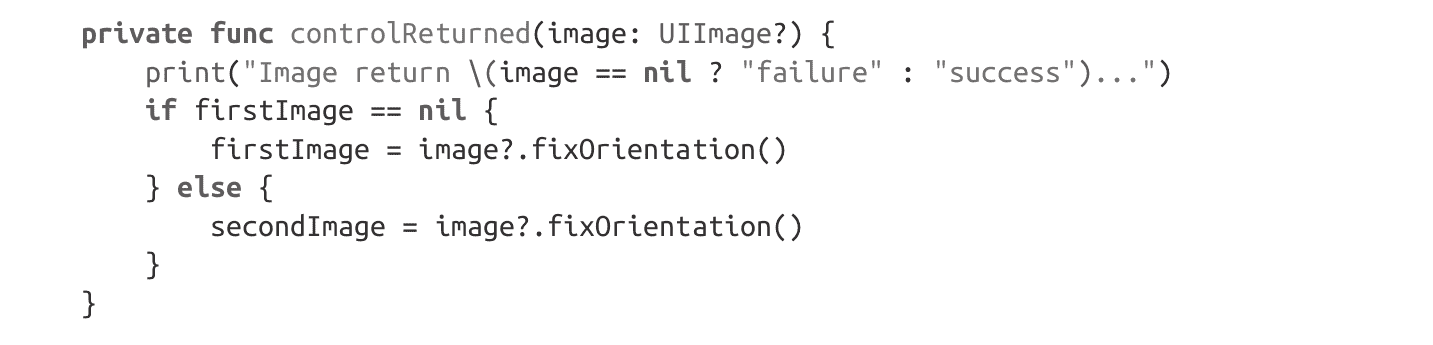 private func controlReturned(image: UIImage?) {
    print("Image return \(image == nil ? "failure" : "success")...")
    if firstImage == nil {
        firstImage = image?.fixOrientation()
    } else {
        secondImage = image?.fixOrientation()
    }
}